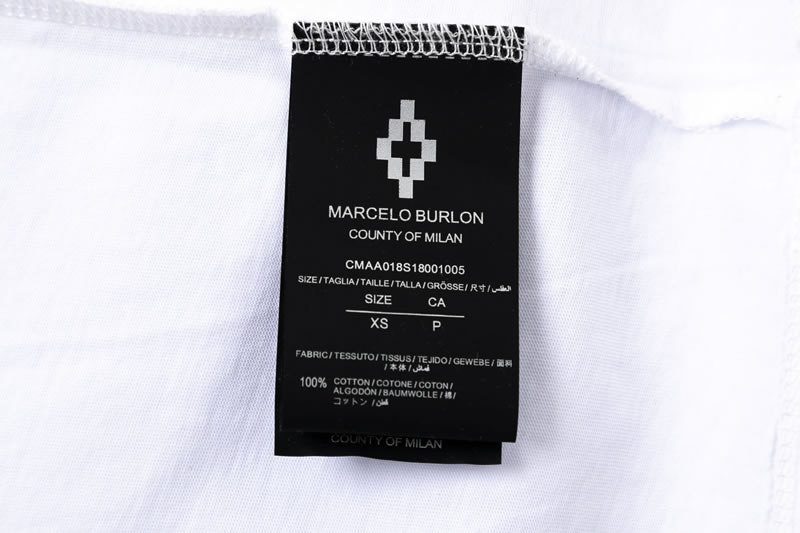 MARCELO BURLON
COUNTY OF MILAN
CMAA018S18001005
SIZE / TAGLIA / TAILLE / TALLA / GRÖSSE / 尺寸 /
SIZE CA
XS P
FABRIC / TESSUTO / TISSUS / TEJIDO / GEWEBE / 面料
/ 本体 / قماش
100% COTTON / COTONE / COTON /
ALGODÓN / BAUMWOLLE / 棉/
コットン / قطن
COUNTY OF MILAN